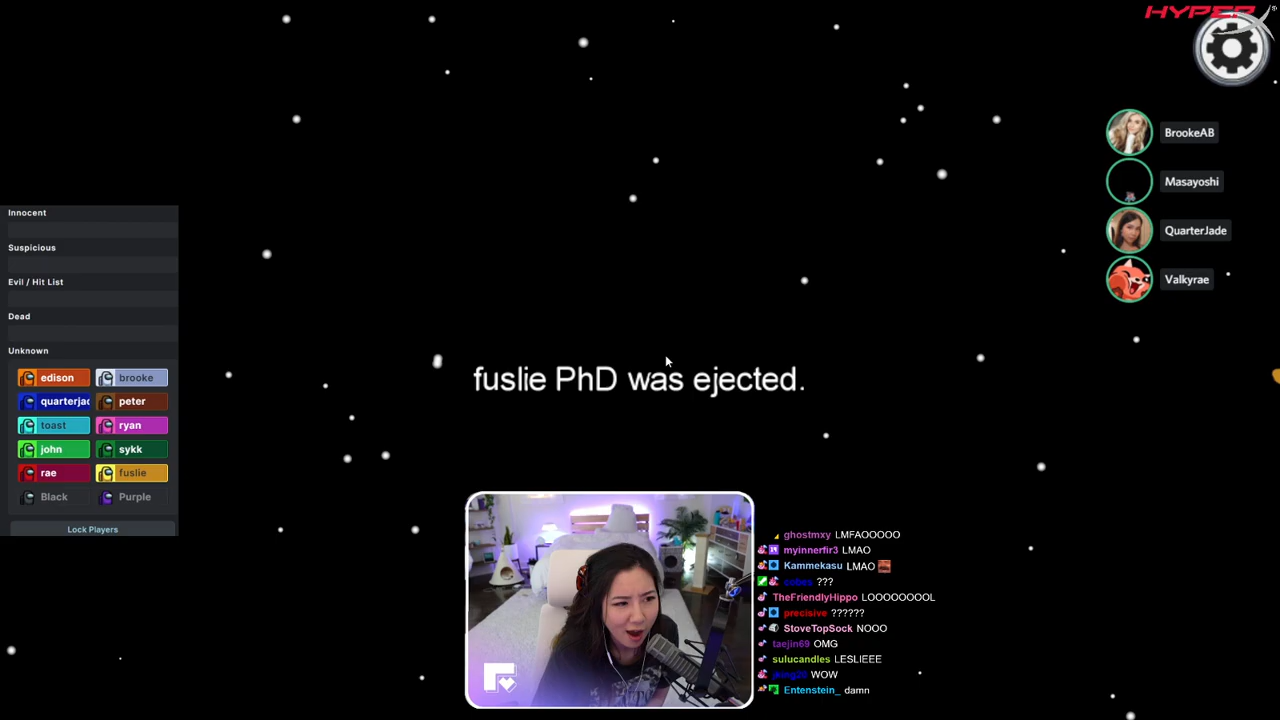 HYPERX
BrookeAB
Masayoshi
QuarterJade
Valkyrae
Innocent
Suspicious
Evil / Hit List
Dead
Unknown
edison
brooke
quarterjad
peter
toast
ryan
john
sykk
rae
fuslie
Black
Purple
Lock Players
fuslie PhD was ejected.
ghostmxy LMFAOOOOO
myinnerfir3 LMAO
Kammekasu LMAO
cobes ???
TheFriendlyHippo LOOOOOOOOL
precisive ??????
StoveTopSock NOOO
taejin69 OMG
sulucandles LESLIEEE
WOW
Entenstein_ damn